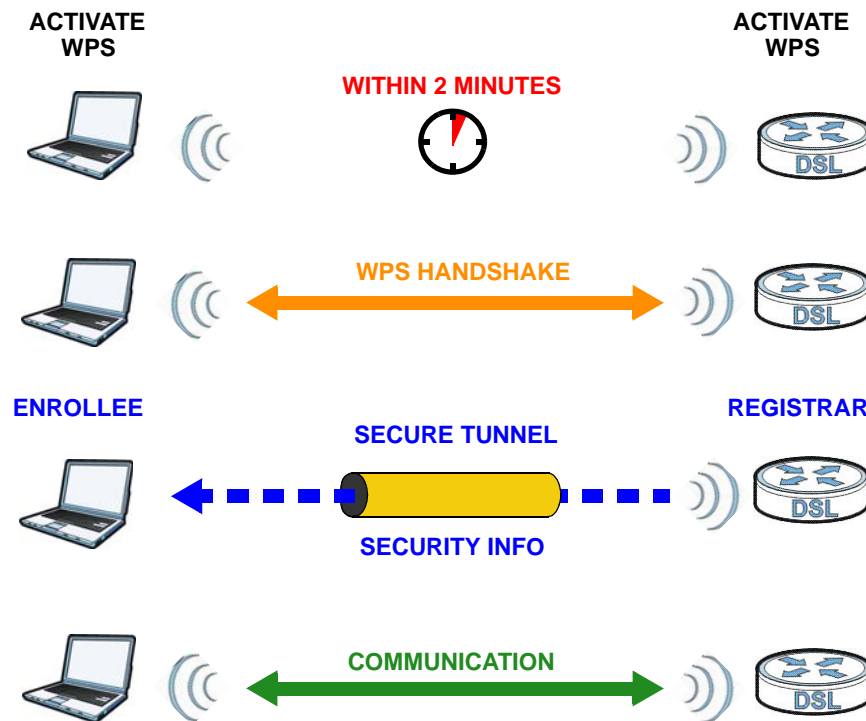 ACTIVATE
WPS
ACTIVATE
WPS
WITHIN 2 MINUTES
DSL
WPS HANDSHAKE
DSL
ENROLLEE
REGISTRAR
SECURE TUNNEL
DSL
SECURITY INFO
COMMUNICATION
DSL